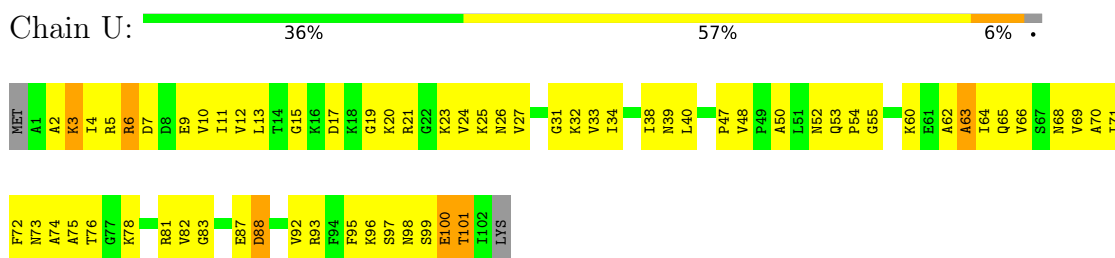 Chain U:
36% 57% 6% •
MET A1 A2 K3 I4 R5 R6 D7 D8 E9 V10 I11 V12 L13 T14 G15 K16 D17 K18 G19 K20 R21 G22 K23 V24 K25 N26 V27 G31 K32 V33 I34 I38 N39 L40 P47 V48 P49 A50 L51 N52 Q53 P54 G55 K60 E61 A62 A63 I64 Q65 V66 S67 N68 V69 A70 I71
F72 N73 A74 A75 T76 G77 K78 R81 V82 G83 E87 D88 V92 R93 F94 F95 K96 S97 N98 S99 E100 T101 I102 LYS